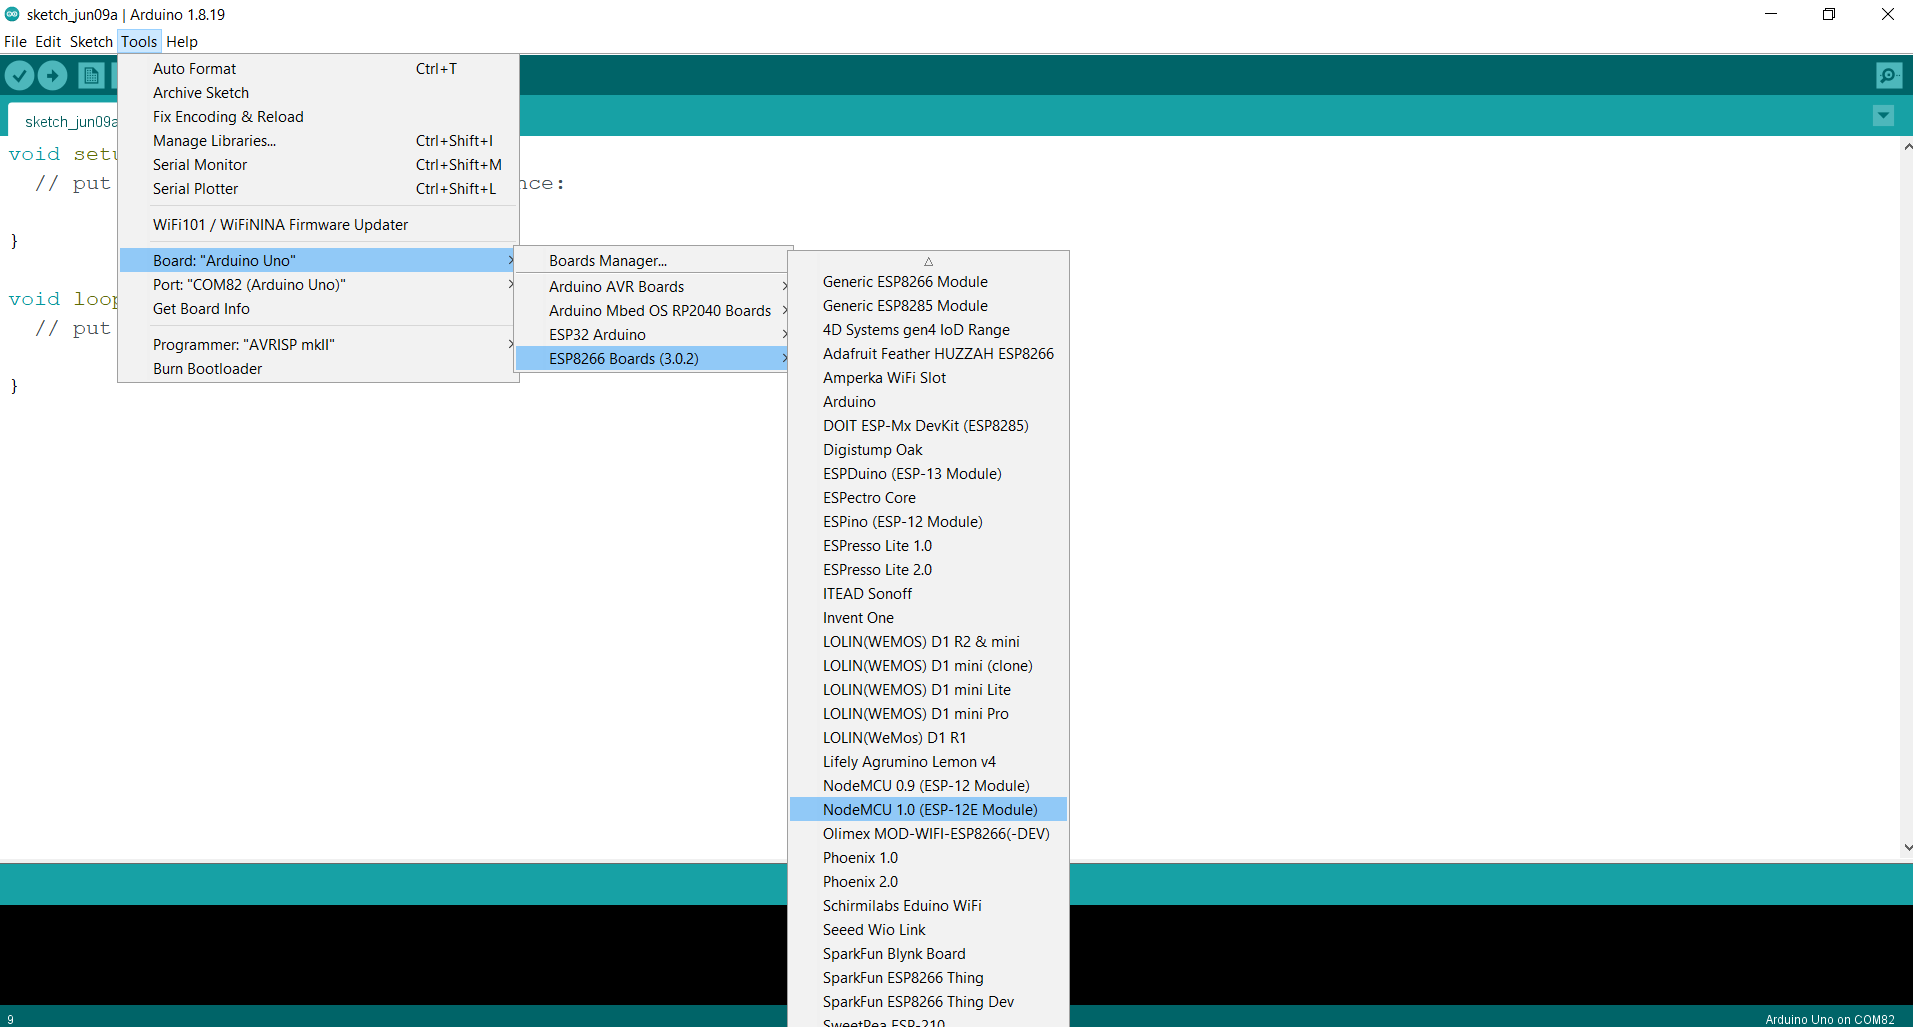 sketch_jun09a | Arduino 1.8.19
File Edit Sketch Tools Help
Auto Format Ctrl+T
Archive Sketch
Fix Encoding & Reload
Manage Libraries... Ctrl+Shift+I
Serial Monitor Ctrl+Shift+M
Serial Plotter Ctrl+Shift+L
WiFi101 / WiFiNINA Firmware Updater
Board: "Arduino Uno"
Port: "COM82 (Arduino Uno)"
Get Board Info
Programmer: "AVRISP mkII"
Burn Bootloader
Boards Manager...
Arduino AVR Boards
Arduino Mbed OS RP2040 Boards
ESP32 Arduino
ESP8266 Boards (3.0.2)
Generic ESP8266 Module
Generic ESP8285 Module
4D Systems gen4 IoD Range
Adafruit Feather HUZZAH ESP8266
Amperka WiFi Slot
Arduino
DOIT ESP-Mx DevKit (ESP8285)
Digistump Oak
ESPDuino (ESP-13 Module)
ESPectro Core
ESPino (ESP-12 Module)
ESPresso Lite 1.0
ESPresso Lite 2.0
ITEAD Sonoff
Invent One
LOLIN(WEMOS) D1 R2 & mini
LOLIN(WEMOS) D1 mini (clone)
LOLIN(WEMOS) D1 mini Lite
LOLIN(WEMOS) D1 mini Pro
LOLIN(WeMos) D1 R1
Lifely Agrumino Lemon v4
NodeMCU 0.9 (ESP-12 Module)
NodeMCU 1.0 (ESP-12E Module)
Olimex MOD-WIFI-ESP8266(-DEV)
Phoenix 1.0
Phoenix 2.0
Schirmilabs Eduino WiFi
Seeed Wio Link
SparkFun Blynk Board
SparkFun ESP8266 Thing
SparkFun ESP8266 Thing Dev
SweetPea ESP-210
sketch_jun09a
void setu
// put nce:
}
void loop
// put
}
9
Arduino Uno on COM82